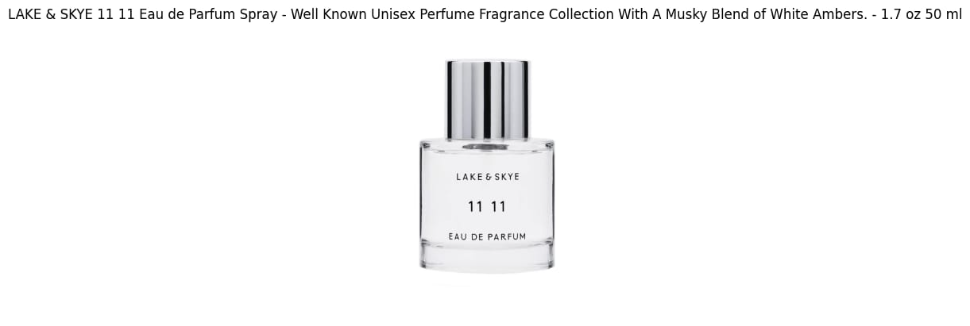 LAKE & SKYE 11 11 Eau de Parfum Spray - Well Known Unisex Perfume Fragrance Collection With A Musky Blend of White Ambers. - 1.7 oz 50 ml
LAKE & SKYE
11 11
EAU DE PARFUM